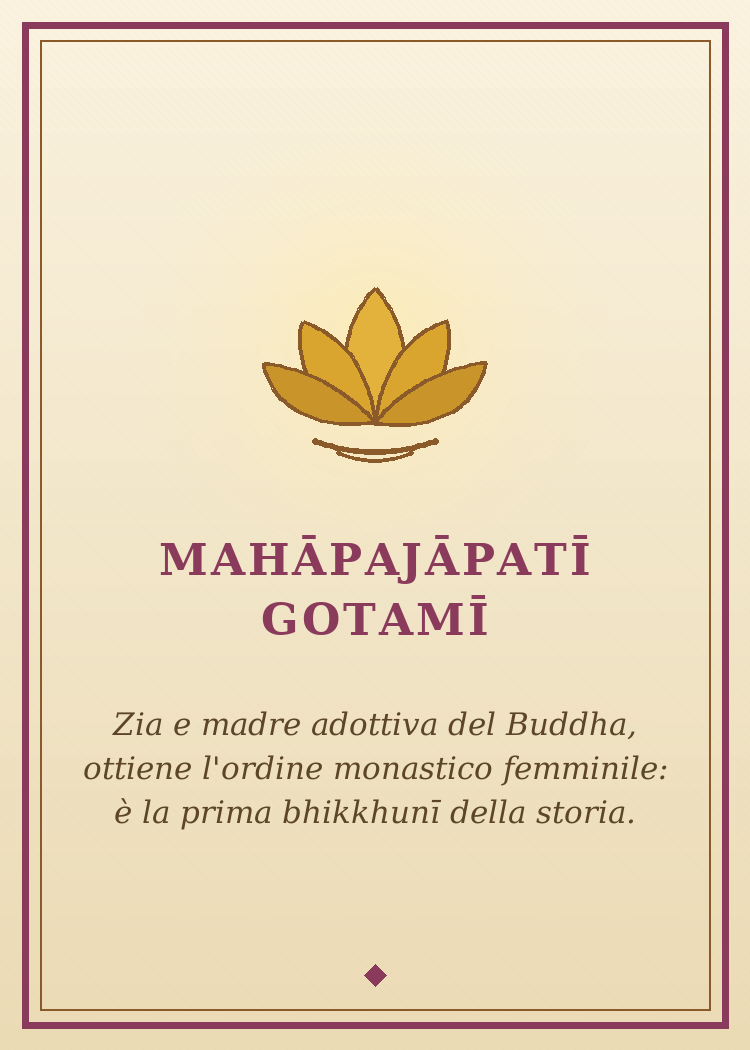 MAHĀPAJĀPATĪ
GOTAMĪ
Zia e madre adottiva del Buddha,
ottiene l'ordine monastico femminile:
è la prima bhikkhunī della storia.